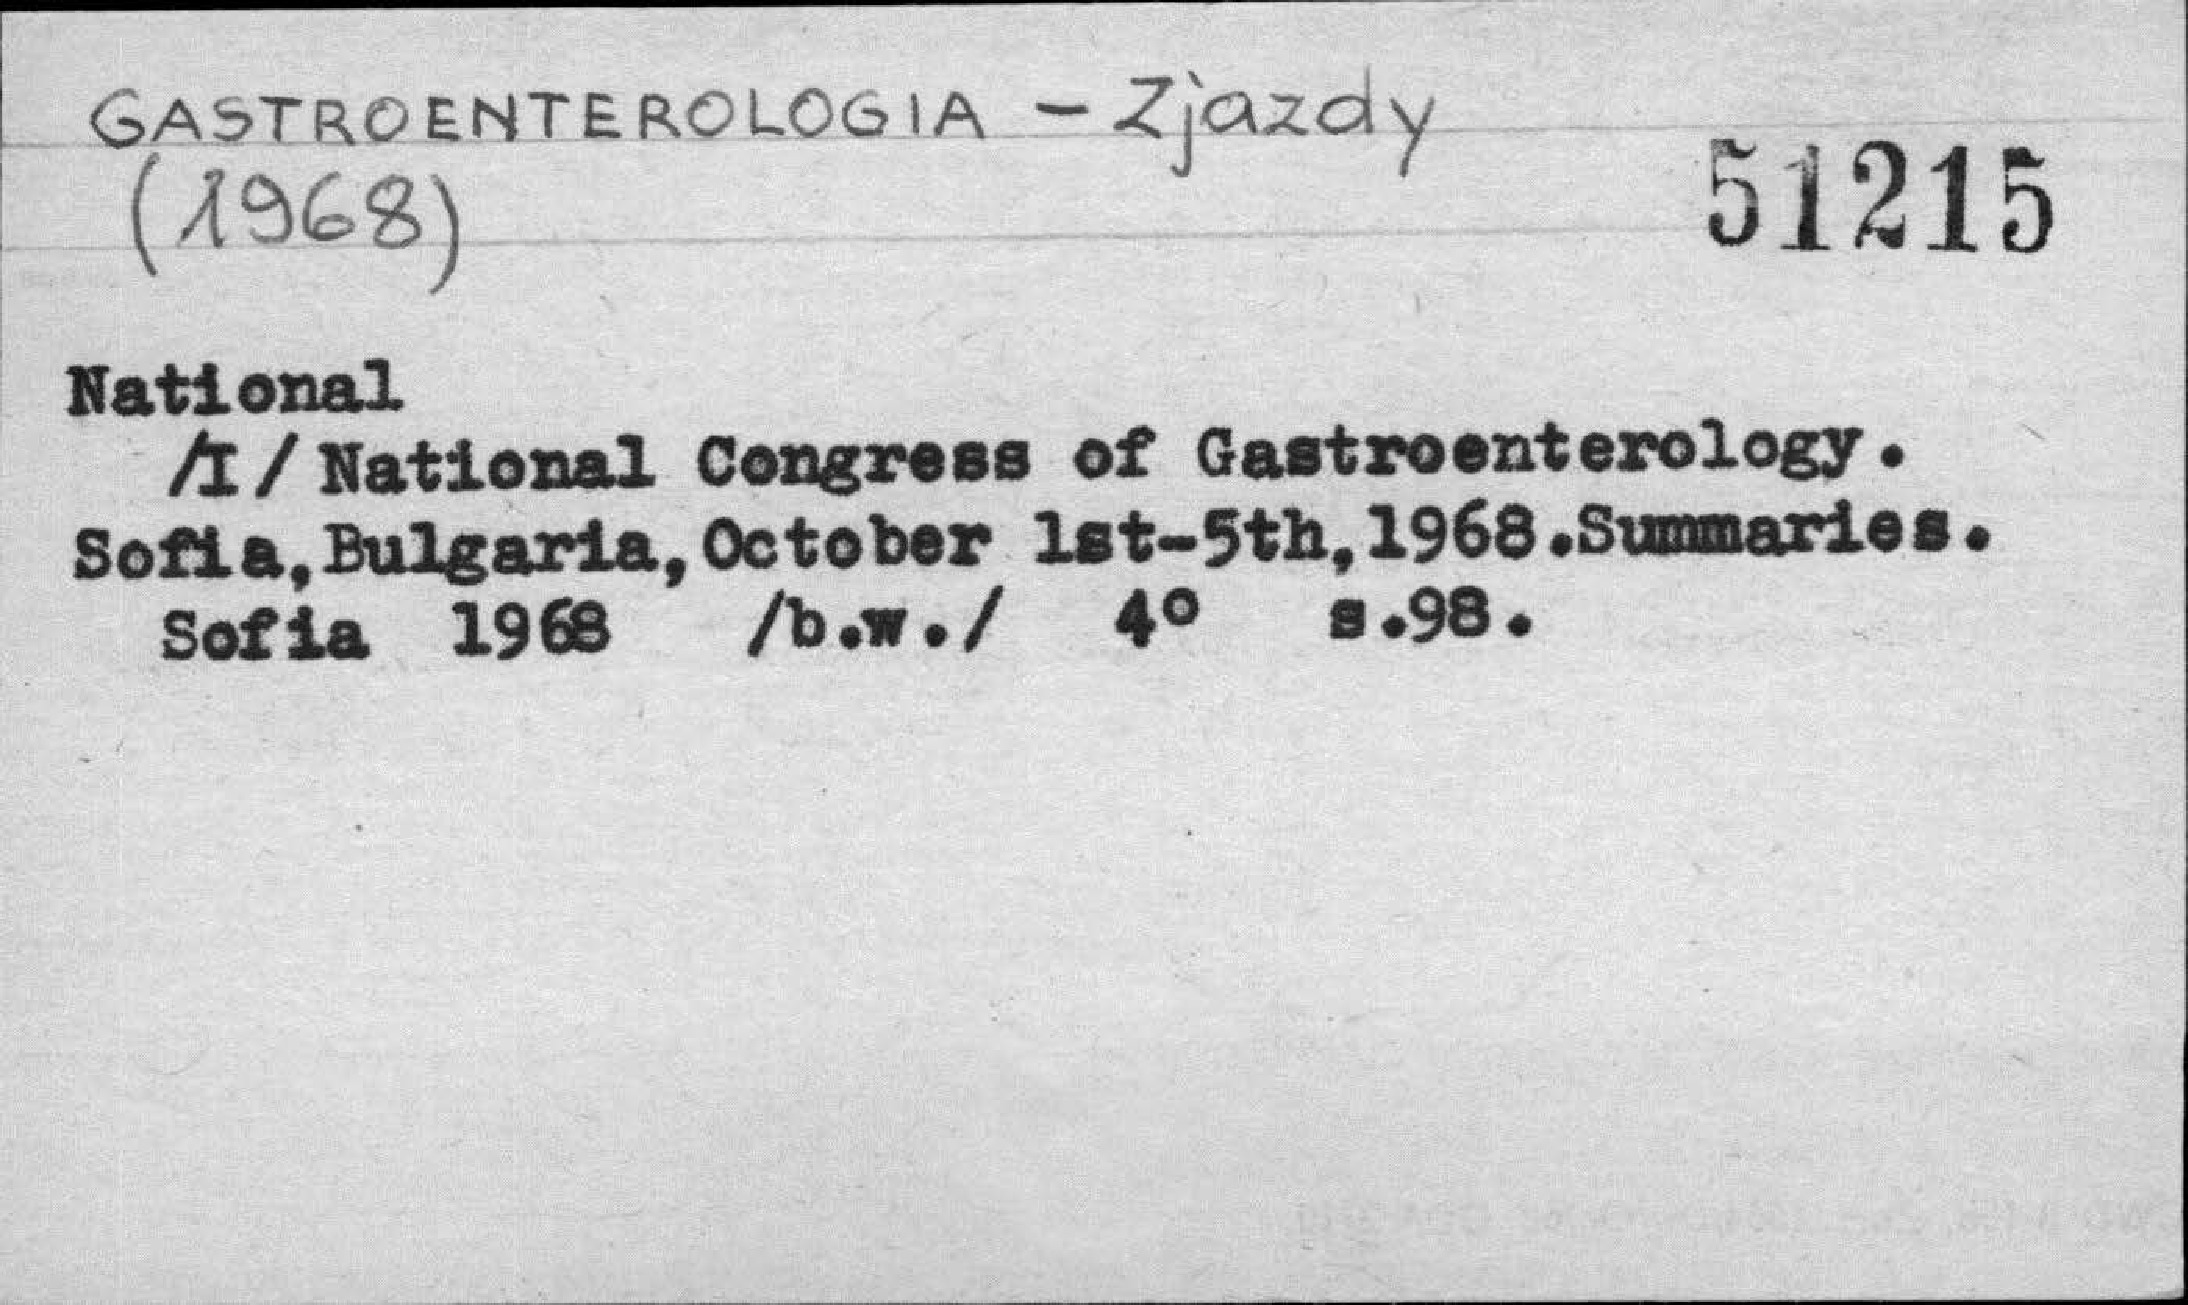 GASTROENTEROLOGIA - Zjazdy
(1968)
51215
National
/I/ National Congress of Gastroenterology.
Sofia,Bulgaria,October 1st-5th,1968.Summaries.
Sofia 1968 /b.w./ 4° s.98.